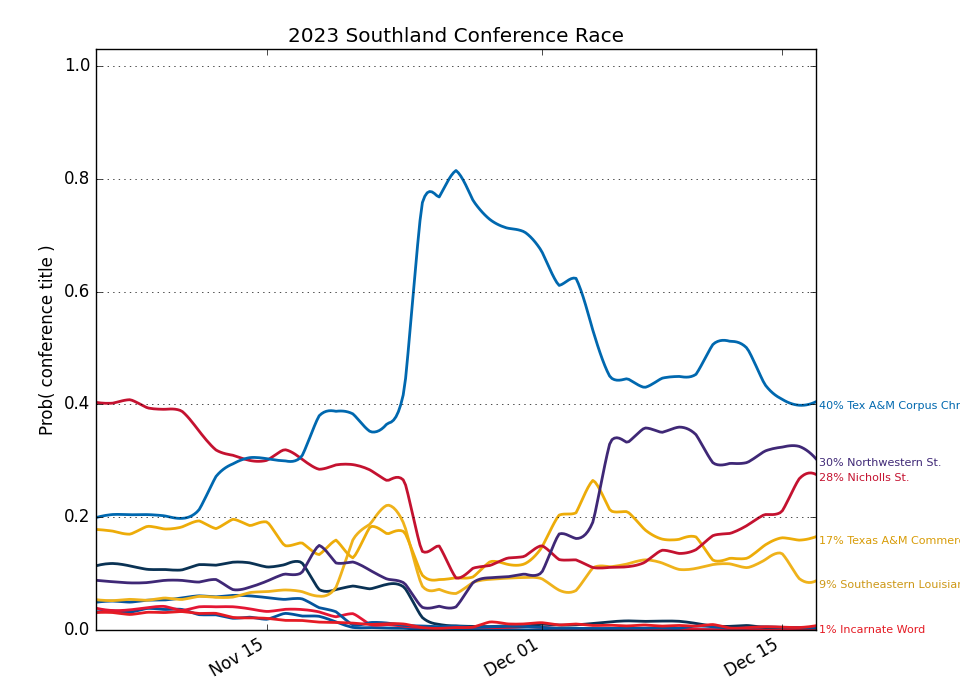 2023 Southland Conference Race
1.0
0.8
0.6
0.4
0.2
0.0
Prob( conference title )
Nov 15
Dec 01
Dec 15
40% Tex A&M Corpus Chr
30% Northwestern St.
28% Nicholls St.
17% Texas A&M Commerce
9% Southeastern Louisian
1% Incarnate Word